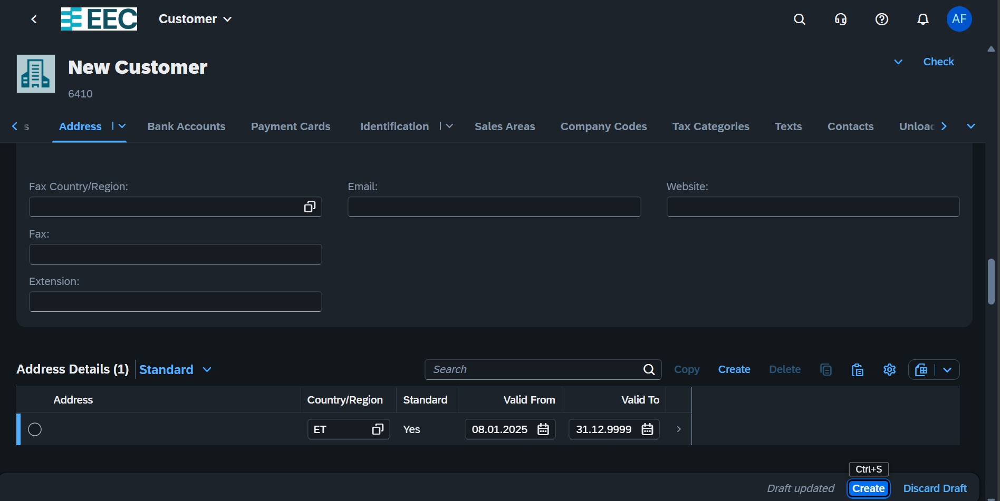 EEC
Customer
AF
New Customer
Check
6410
s
Address
Bank Accounts
Payment Cards
Identification
Sales Areas
Company Codes
Tax Categories
Texts
Contacts
Unloa
Fax Country/Region:
Email:
Website:
Fax:
Extension:
Address Details (1)
Standard
Search
Copy
Create
Delete
Address
Country/Region
Standard
Valid From
Valid To
ET
Yes
08.01.2025
31.12.9999
Ctrl+S
Draft updated
Create
Discard Draft